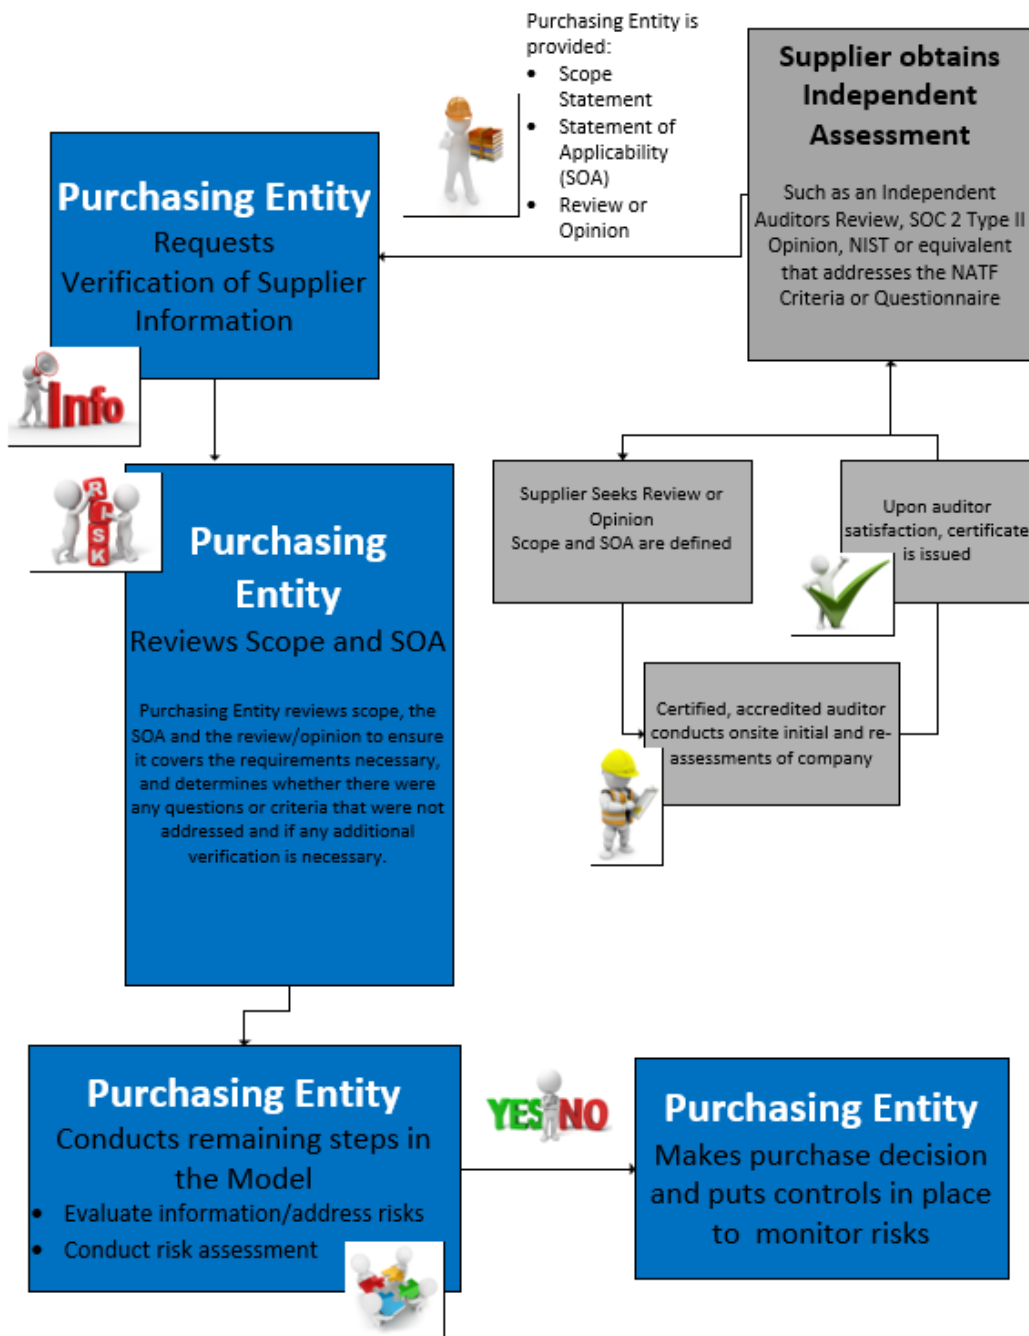 Purchasing Entity is
provided:
• Scope
Statement
• Statement of
Applicability
(SOA)
• Review or
Opinion
Supplier obtains
Independent
Assessment
Such as an Independent
Auditors Review, SOC 2 Type II
Opinion, NIST or equivalent
that addresses the NATF
Criteria or Questionnaire
Purchasing Entity
Requests
Verification of Supplier
Information
Info
RISK
Purchasing
Entity
Reviews Scope and SOA
Purchasing Entity reviews scope, the
SOA and the review/opinion to ensure
it covers the requirements necessary,
and determines whether there were
any questions or criteria that were not
addressed and if any additional
verification is necessary.
Supplier Seeks Review or
Opinion
Scope and SOA are defined
Upon auditor
satisfaction, certificate
is issued
Certified, accredited auditor
conducts onsite initial and re-
assessments of company
Purchasing Entity
Conducts remaining steps in
the Model
• Evaluate information/address risks
• Conduct risk assessment
YES NO
Purchasing Entity
Makes purchase decision
and puts controls in place
to monitor risks